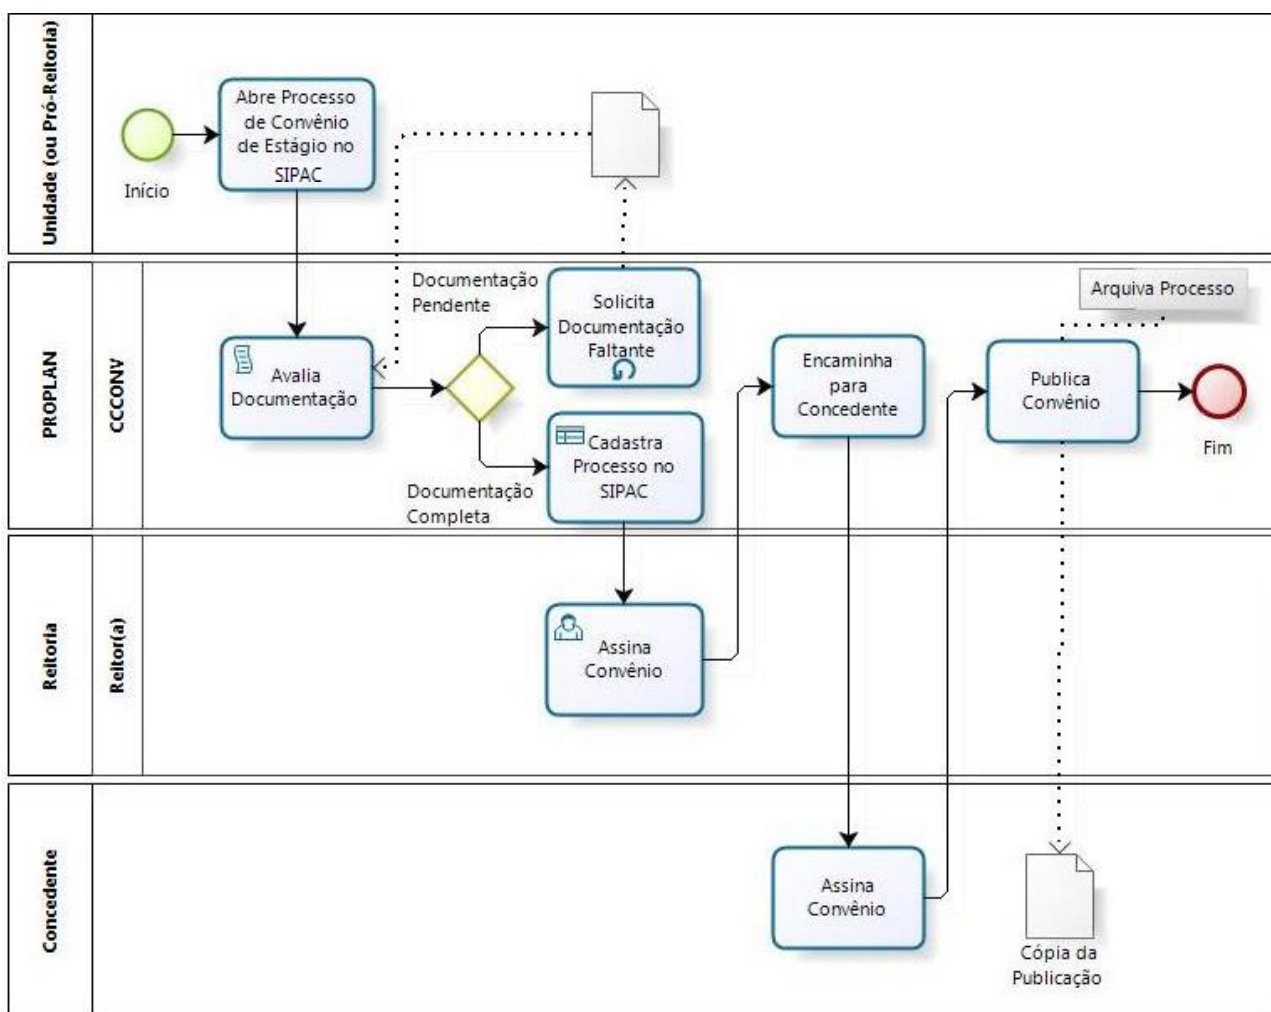 Unidade (ou Pró-Reitoria)
Abre Processo
de Convênio
de Estágio no
SIPAC
Início
PROPLAN
CCCONV
Documentação
Pendente
Solicita
Documentação
Faltante
Arquiva Processo
Avalia
Documentação
Encaminha
para
Concedente
Publica
Convênio
Fim
Cadastra
Processo no
SIPAC
Documentação
Completa
Reitoria
Reitor(a)
Assina
Convênio
Concedente
Assina
Convênio
Cópia da
Publicação